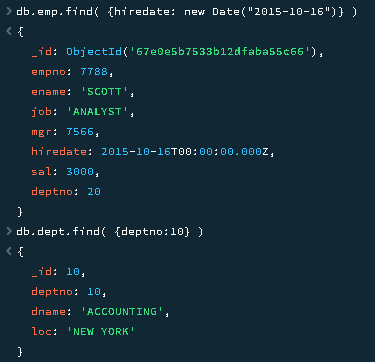 > db.emp.find( {hiredate: new Date("2015-10-16")} )
< {
_id: ObjectId('67e0e5b7533b12dfaba55c66'),
empno: 7788,
ename: 'SCOTT',
job: 'ANALYST',
mgr: 7566,
hiredate: 2015-10-16T00:00:00.000Z,
sal: 3000,
deptno: 20
}
> db.dept.find( {deptno:10} )
< {
_id: 10,
deptno: 10,
dname: 'ACCOUNTING',
loc: 'NEW YORK'
}